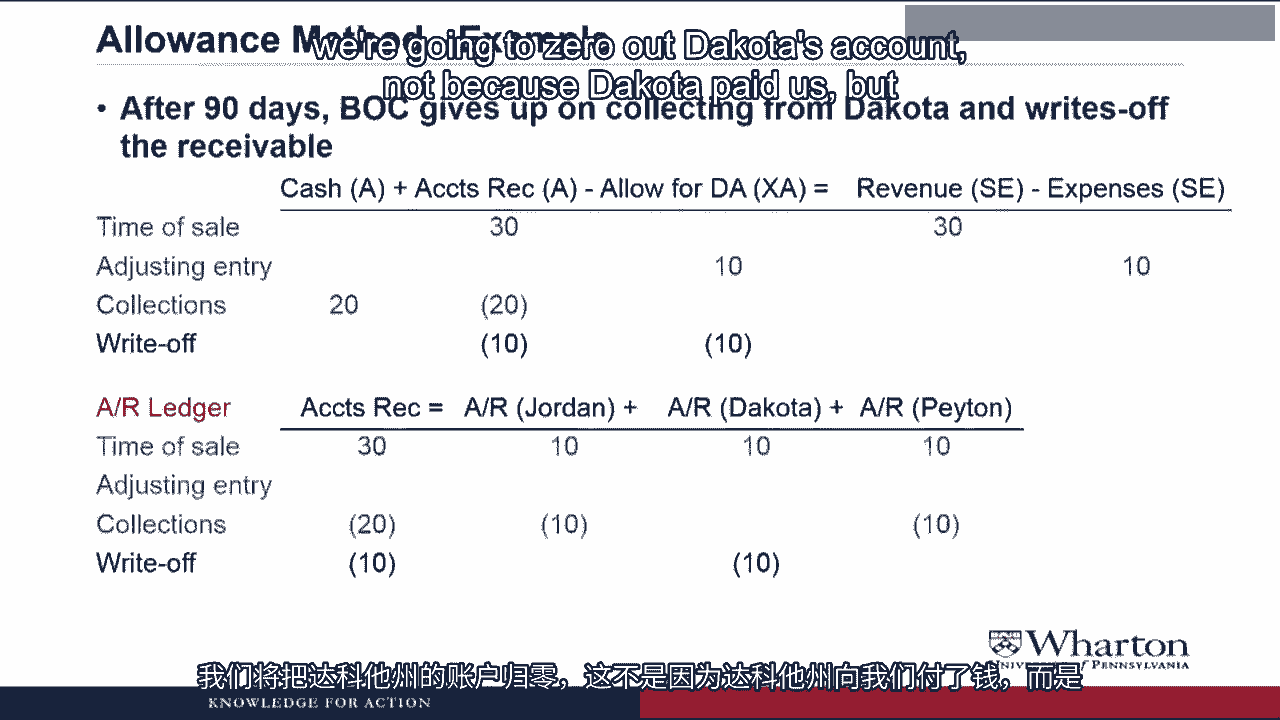 Allowance Method - Example
we're going to zero out Dakota's account,
not because Dakota paid us, but
• After 90 days, BOC gives up on collecting from Dakota and writes-off
the receivable
Cash (A) + Accts Rec (A) - Allow for DA (XA) = Revenue (SE) - Expenses (SE)
Time of sale 30 30
Adjusting entry 10 10
Collections 20 (20)
Write-off (10) (10)
A/R Ledger Accts Rec = A/R (Jordan) + A/R (Dakota) + A/R (Peyton)
Time of sale 30 10 10 10
Adjusting entry
Collections (20) (10) (10)
Write-off (10) (10)
Wharton
UNIVERSITY of PENNSYLVANIA
我们将把达科他州的账户归零，这不是因为达科他州向我们付了钱，而是
KNOWLEDGE FOR ACTION